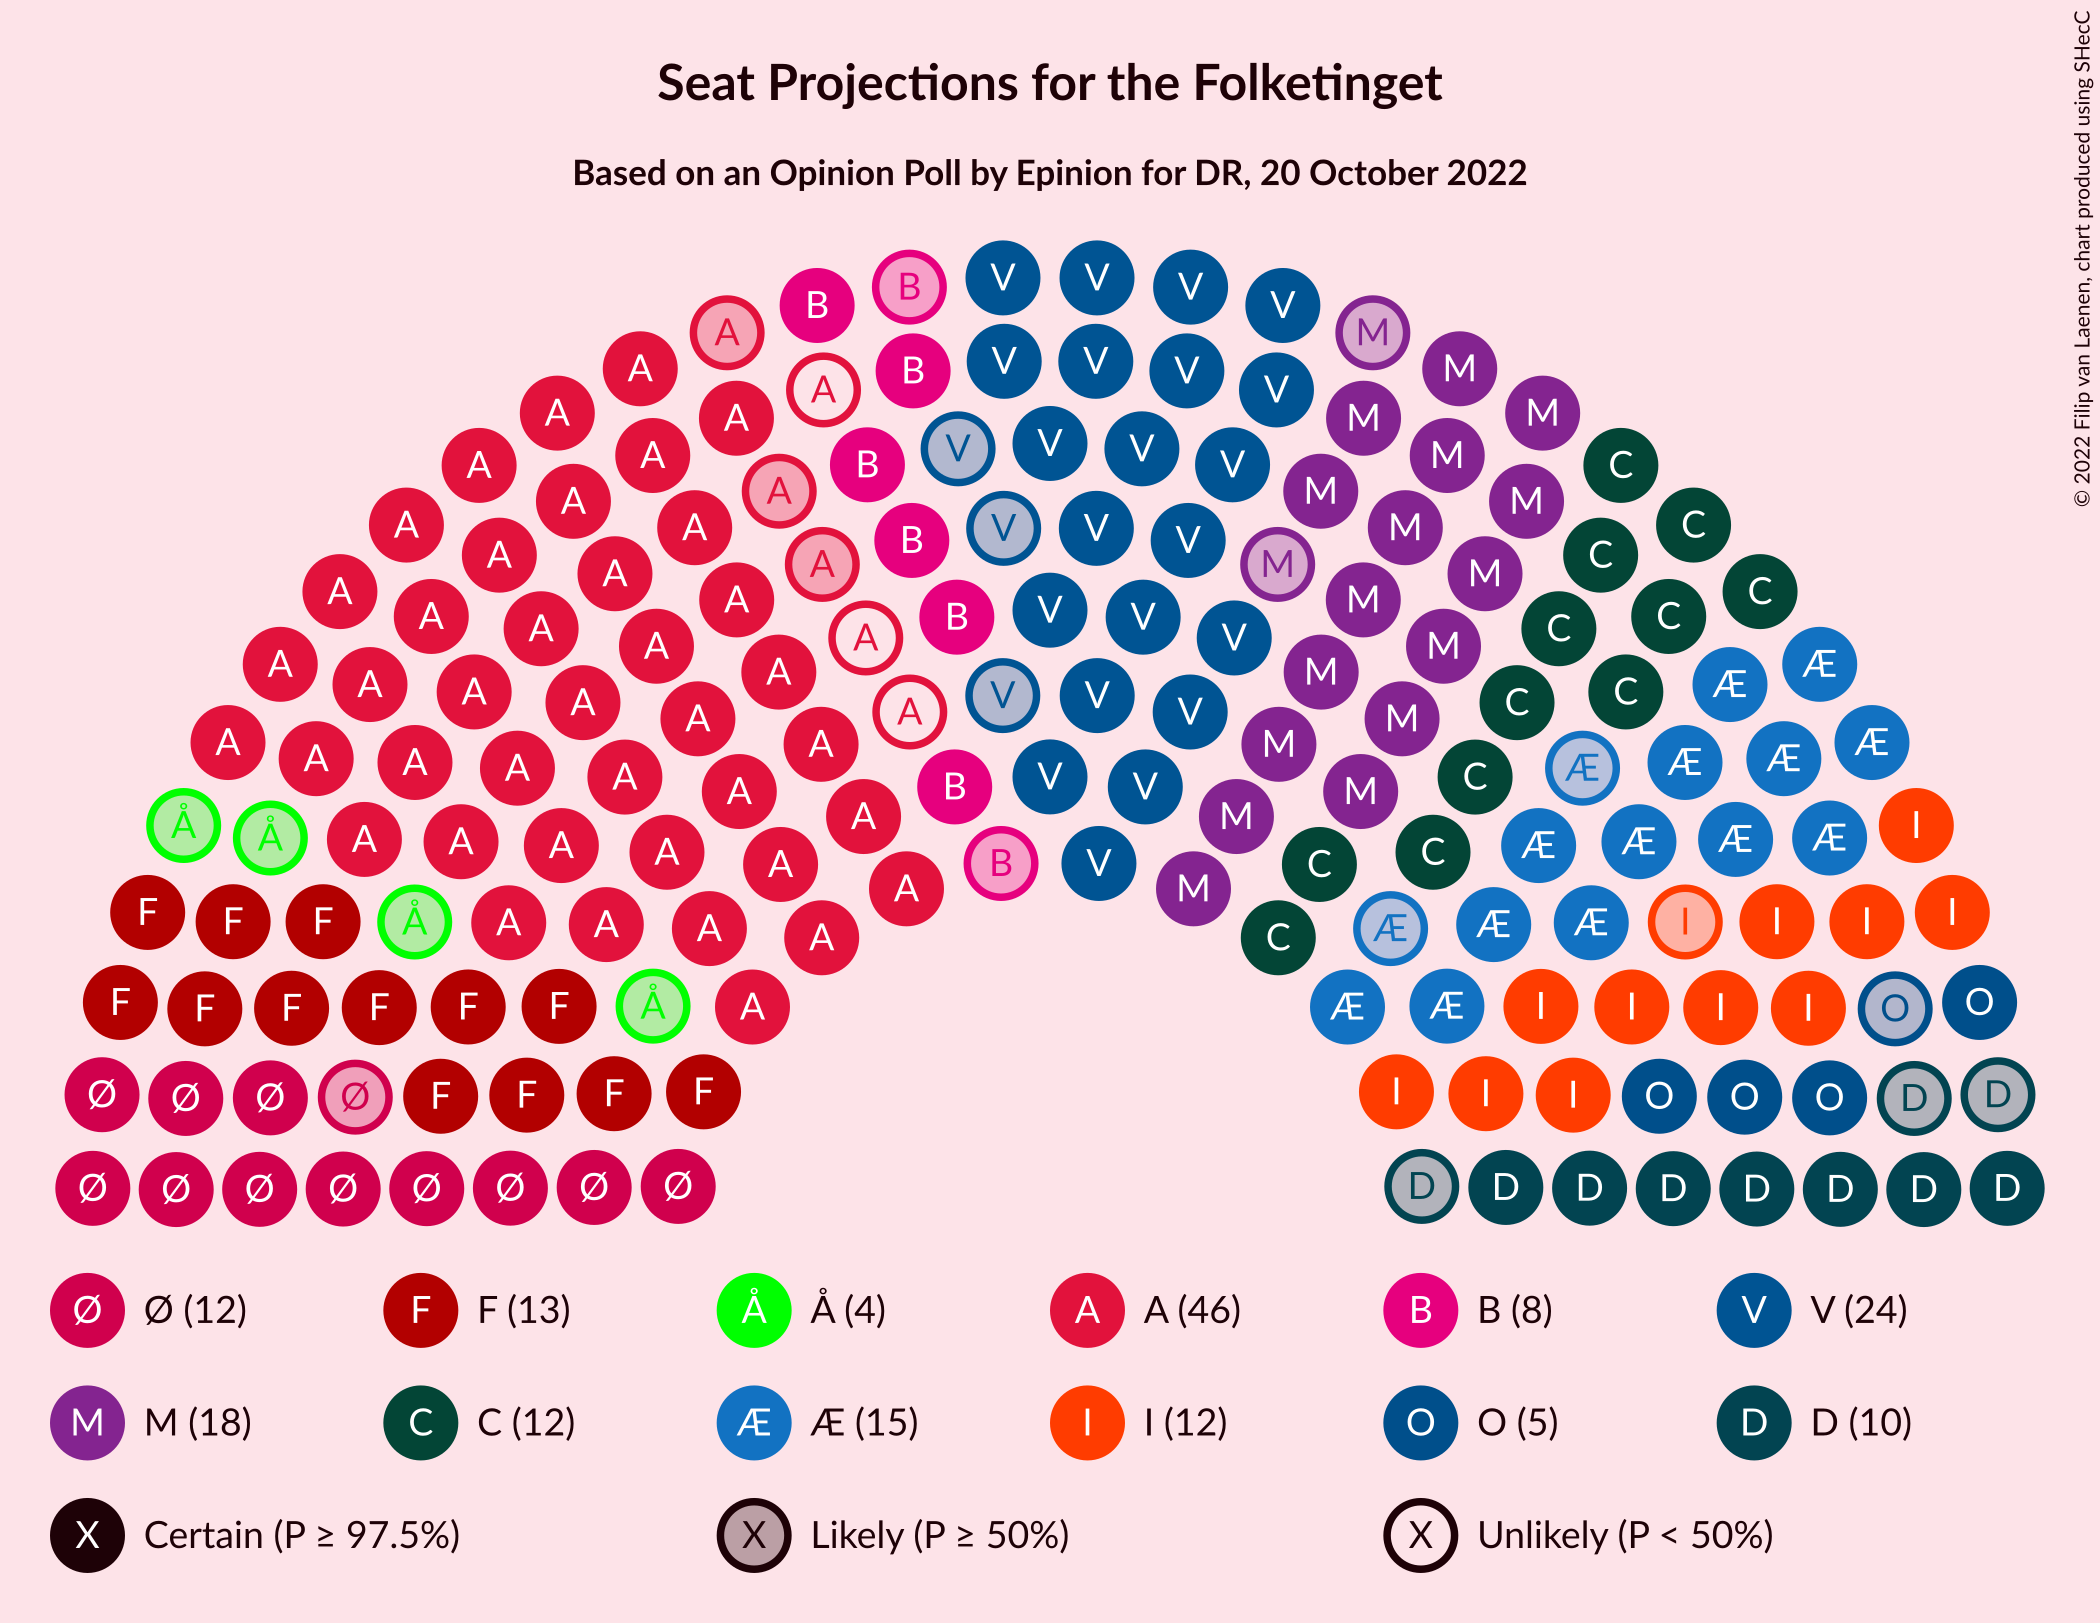 © 2022 Filip van Laenen, chart produced using SHecC
Seat Projections for the Folketinget
Based on an Opinion Poll by Epinion for DR, 20 October 2022
B V V V
B V
A M
A B V V V M
A V
A A M M
A A B V V V V M C
A A M M
A A B V V V M C
A A A M M C
A A A B V V M C C
A A A V M C
A A A A V V M C Æ Æ
A A A V M C
A A A A A M Æ Æ Æ Æ
A A B V V M C
Å Å A A A A A M C Æ Æ Æ Æ I
A A B V M C
F F F Å A A A A C Æ Æ Æ I I I I
F F F F F F Å A Æ Æ I I I I O O
Ø Ø Ø Ø F F F F I I I O O O D D
Ø Ø Ø Ø Ø Ø Ø Ø D D D D D D D D
Ø Ø (12) F F (13) Å Å (4) A A (46) B B (8) V V (24)
M M (18) C C (12) Æ Æ (15) I I (12) O O (5) D D (10)
X Certain (P ≥ 97.5%) X Likely (P ≥ 50%) X Unlikely (P < 50%)